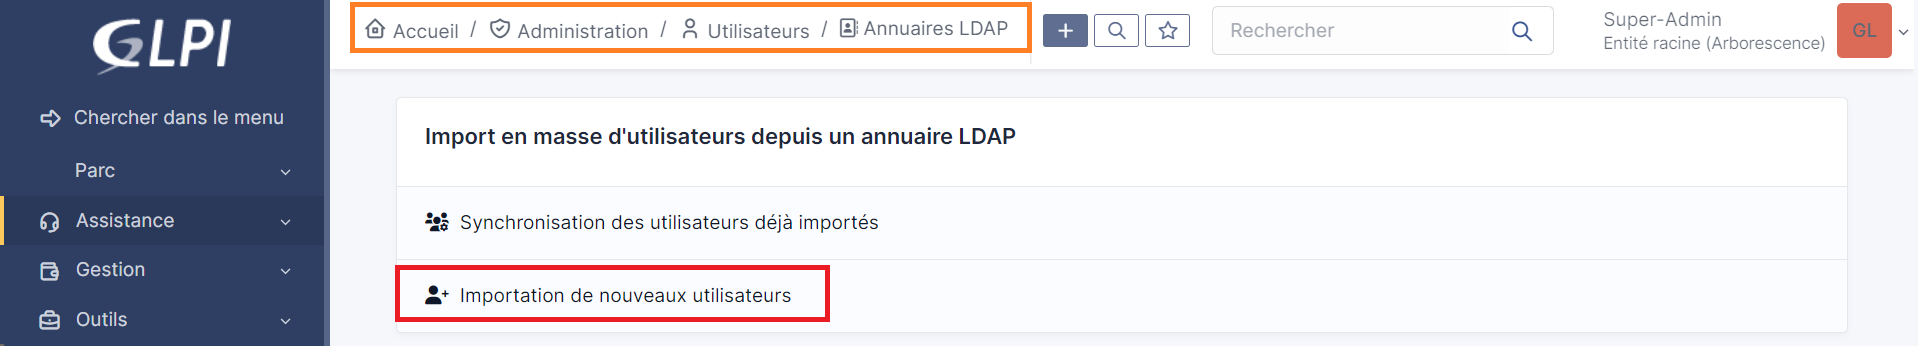 GLPI
Accueil / Administration / Utilisateurs / Annuaires LDAP
Rechercher
Super-Admin
Entité racine (Arborescence)
GL
Chercher dans le menu
Parc
Assistance
Gestion
Outils
Import en masse d'utilisateurs depuis un annuaire LDAP
Synchronisation des utilisateurs déjà importés
Importation de nouveaux utilisateurs